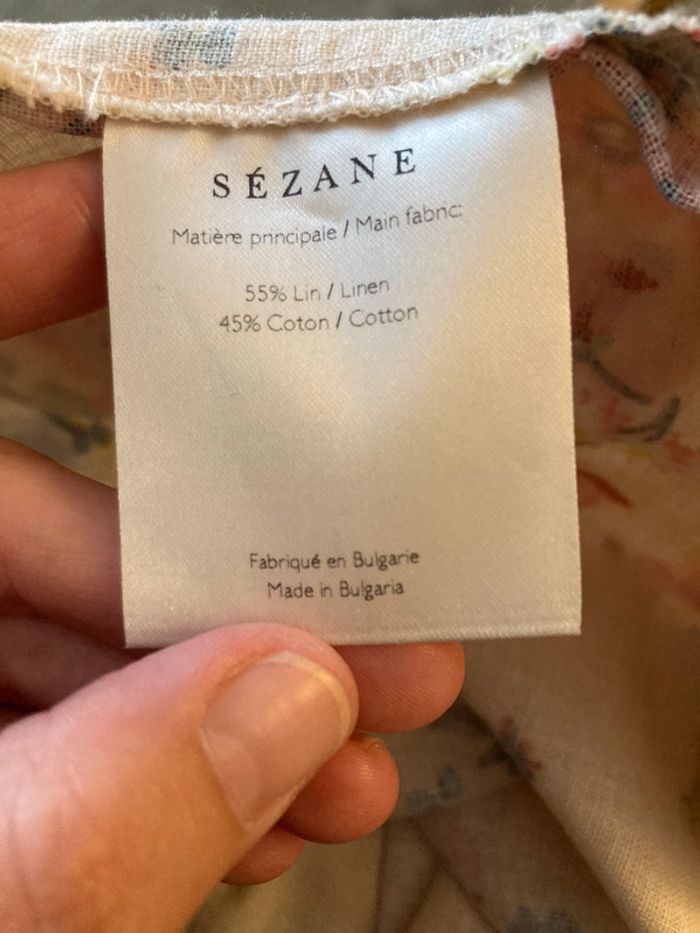 SÉZANE
Matière principale / Main fabric:
55% Lin / Linen
45% Coton / Cotton
Fabriqué en Bulgarie
Made in Bulgaria